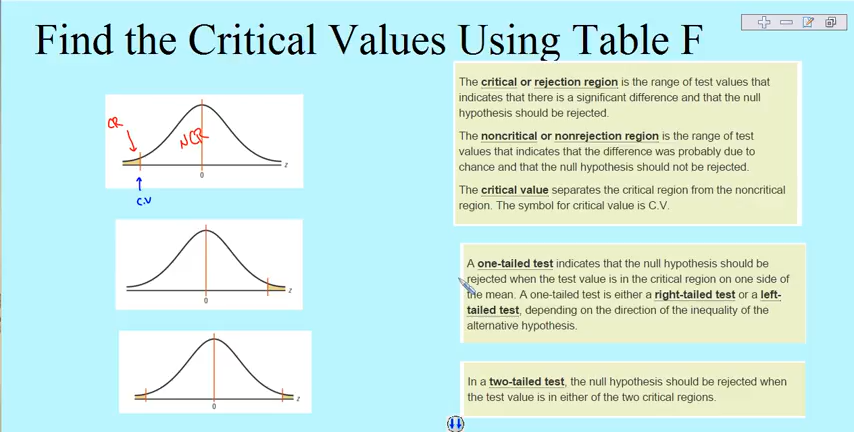 Find the Critical Values Using Table F
CR
NCR
0
z
C.V
0
z
0
z
The critical or rejection region is the range of test values that
indicates that there is a significant difference and that the null
hypothesis should be rejected.
The noncritical or nonrejection region is the range of test
values that indicates that the difference was probably due to
chance and that the null hypothesis should not be rejected.
The critical value separates the critical region from the noncritical
region. The symbol for critical value is C.V.
A one-tailed test indicates that the null hypothesis should be
rejected when the test value is in the critical region on one side of
the mean. A one-tailed test is either a right-tailed test or a left-
tailed test, depending on the direction of the inequality of the
alternative hypothesis.
In a two-tailed test, the null hypothesis should be rejected when
the test value is in either of the two critical regions.